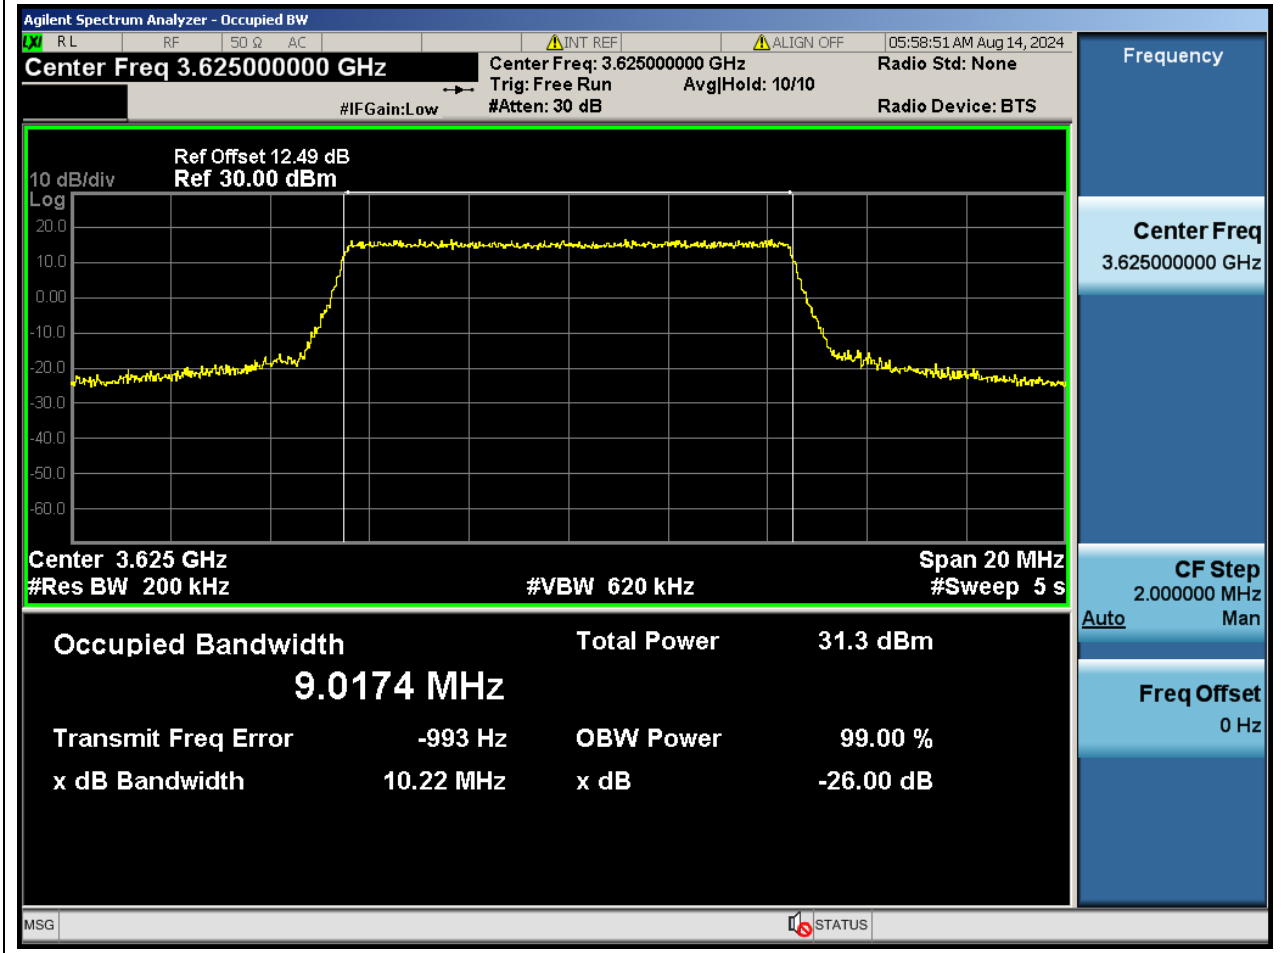 Agilent Spectrum Analyzer - Occupied BW
LXI RL RF 50 Ω AC INT REF ALIGN OFF 05:58:51 AM Aug 14, 2024
Center Freq 3.625000000 GHz
Center Freq: 3.625000000 GHz
Radio Std: None
Trig: Free Run Avg|Hold: 10/10
#IFGain:Low
#Atten: 30 dB
Radio Device: BTS
Ref Offset 12.49 dB
10 dB/div Ref 30.00 dBm
Log
20.0
10.0
0.00
-10.0
-20.0
-30.0
-40.0
-50.0
-60.0
Center 3.625 GHz Span 20 MHz
#Res BW 200 kHz #VBW 620 kHz #Sweep 5 s
Occupied Bandwidth Total Power 31.3 dBm
9.0174 MHz
Transmit Freq Error -993 Hz OBW Power 99.00 %
x dB Bandwidth 10.22 MHz x dB -26.00 dB
Frequency
Center Freq
3.625000000 GHz
CF Step
2.000000 MHz
Auto Man
Freq Offset
0 Hz
MSG STATUS